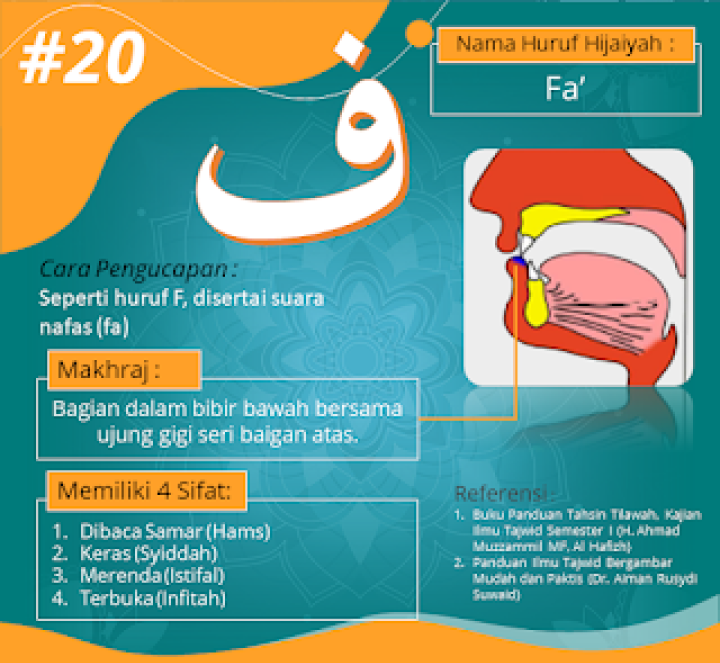 #20
Nama Huruf Hijaiyah :
Fa’
ف
Cara Pengucapan :
Seperti huruf F, disertai suara
nafas (fa)
Makhraj :
Bagian dalam bibir bawah bersama
ujung gigi seri baigan atas.
Memiliki 4 Sifat:
1. Dibaca Samar (Hams)
2. Keras (Syiddah)
3. Merenda (Istifal)
4. Terbuka (Infitah)
Referensi :
1. Buku Panduan Tahsin Tilawah, Kajian
Ilmu Tajwid Semester I (H. Ahmad
Muzzammil MF, Al Hafizh)
2. Panduan Ilmu Tajwid Bergambar
Mudah dan Paktis (Dr. Aiman Rusydi
Suwaid)